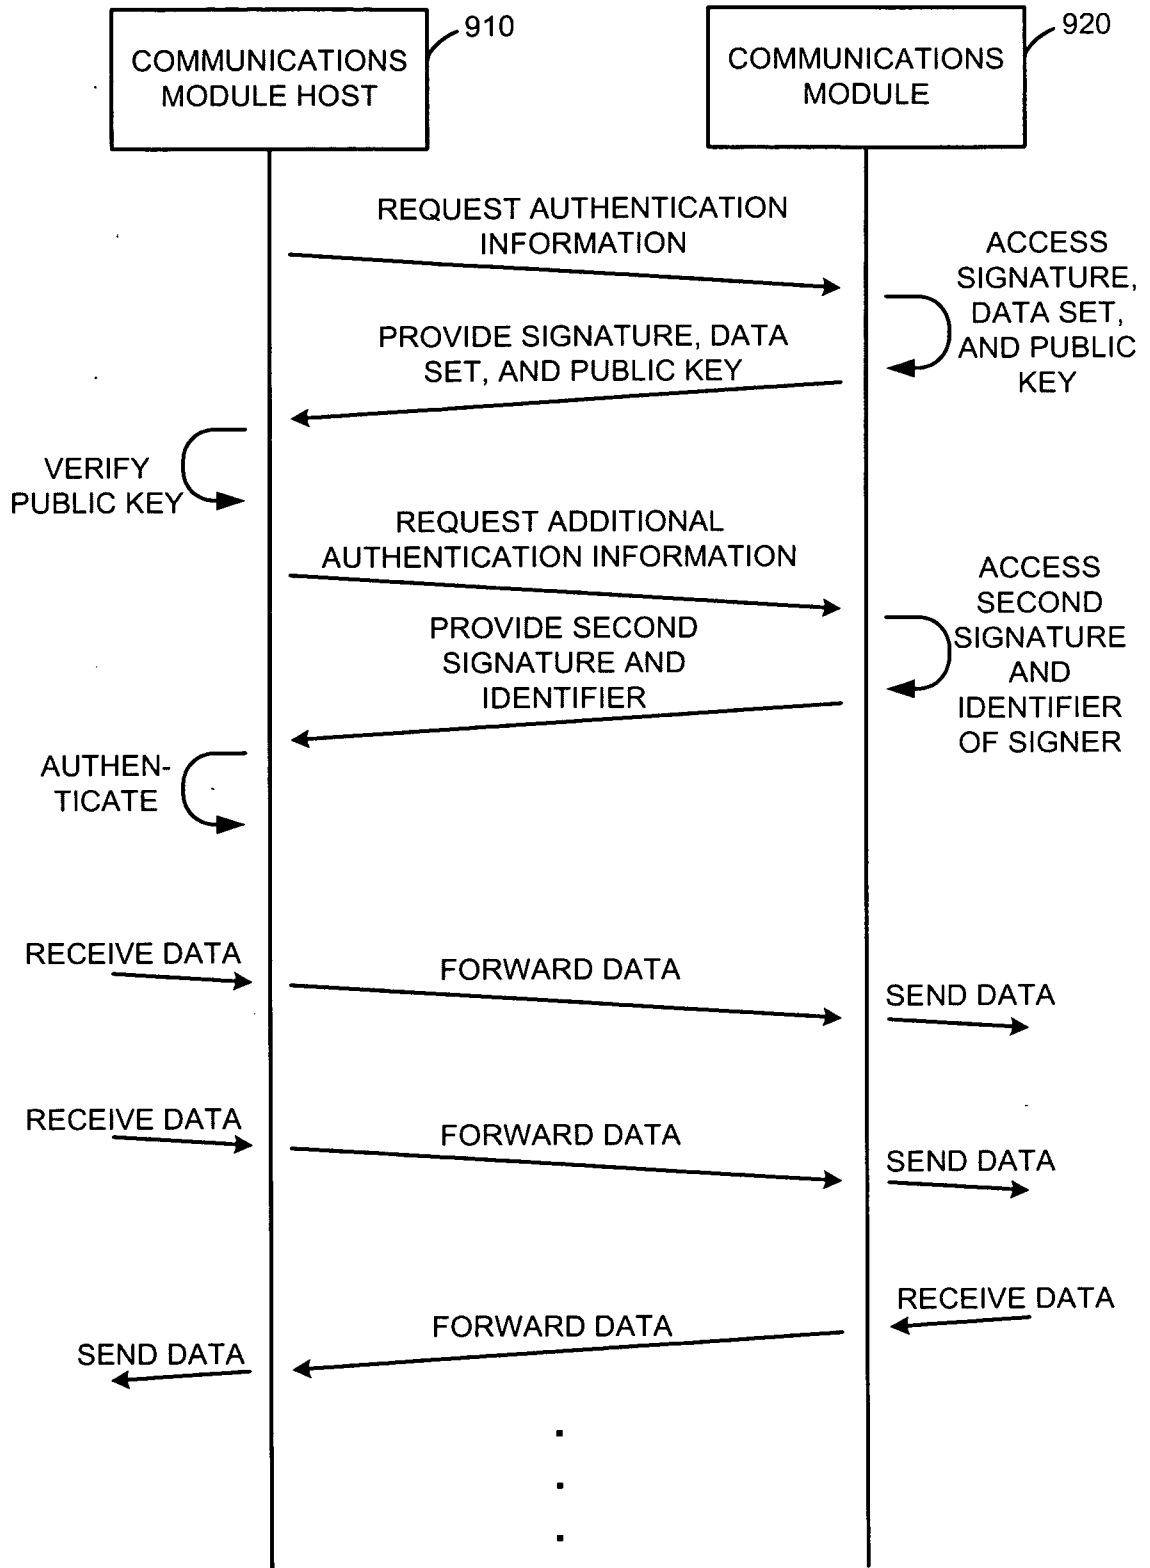 910
920
COMMUNICATIONS
MODULE HOST
COMMUNICATIONS
MODULE
REQUEST AUTHENTICATION
INFORMATION
ACCESS
SIGNATURE,
DATA SET,
AND PUBLIC
KEY
PROVIDE SIGNATURE, DATA
SET, AND PUBLIC KEY
VERIFY
PUBLIC KEY
REQUEST ADDITIONAL
AUTHENTICATION INFORMATION
ACCESS
SECOND
SIGNATURE
AND
IDENTIFIER
OF SIGNER
PROVIDE SECOND
SIGNATURE AND
IDENTIFIER
AUTHEN-
TICATE
RECEIVE DATA
FORWARD DATA
SEND DATA
RECEIVE DATA
FORWARD DATA
SEND DATA
RECEIVE DATA
FORWARD DATA
SEND DATA